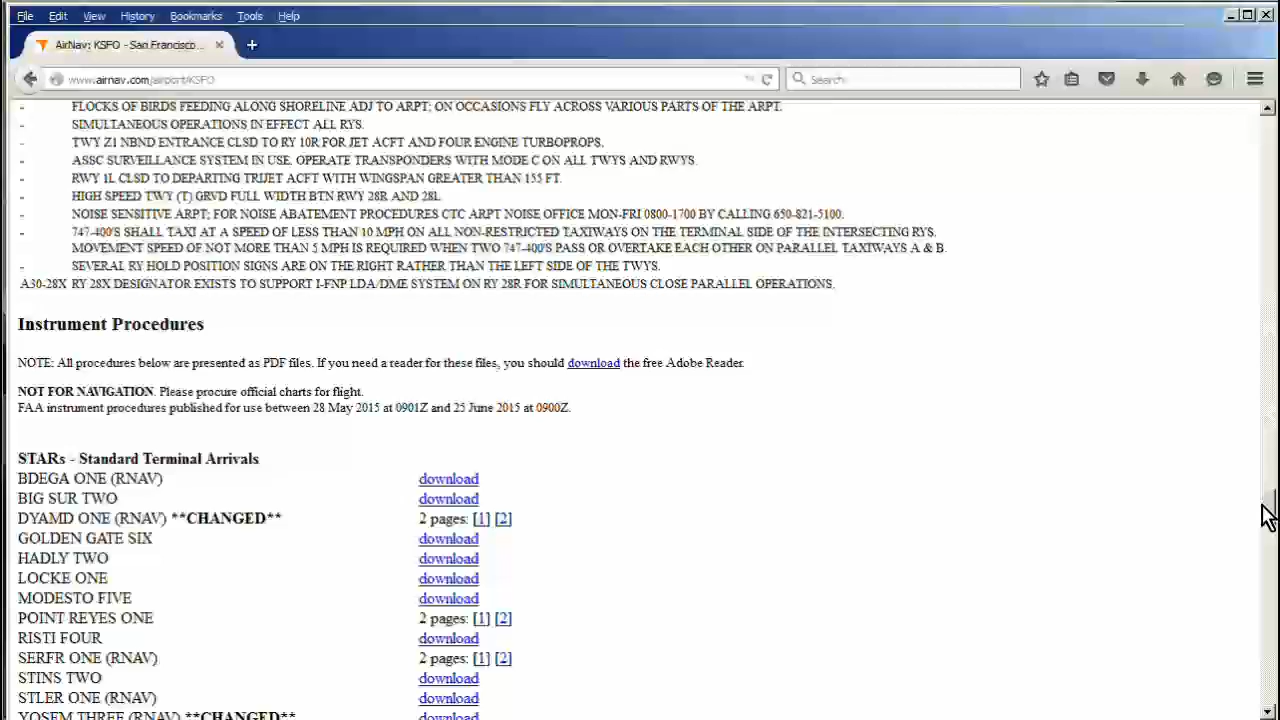 File Edit View History Bookmarks Tools Help
AirNav: KSFO - San Francisco...
www.airnav.com/airport/KSFO
Search
- FLOCKS OF BIRDS FEEDING ALONG SHORELINE ADJ TO ARPT; ON OCCASIONS FLY ACROSS VARIOUS PARTS OF THE ARPT.
- SIMULTANEOUS OPERATIONS IN EFFECT ALL RYS.
- TWY Z1 NBND ENTRANCE CLSD TO RY 10R FOR JET ACFT AND FOUR ENGINE TURBOPROPS.
- ASSC SURVEILLANCE SYSTEM IN USE. OPERATE TRANSPONDERS WITH MODE C ON ALL TWYS AND RWYS.
- RWY 1L CLSD TO DEPARTING TRIJET ACFT WITH WINGSPAN GREATER THAN 155 FT.
- HIGH SPEED TWY (T) GRVD FULL WIDTH BTN RWY 28R AND 28L.
- NOISE SENSITIVE ARPT; FOR NOISE ABATEMENT PROCEDURES CTC ARPT NOISE OFFICE MON-FRI 0800-1700 BY CALLING 650-821-5100.
- 747-400'S SHALL TAXI AT A SPEED OF LESS THAN 10 MPH ON ALL NON-RESTRICTED TAXIWAYS ON THE TERMINAL SIDE OF THE INTERSECTING RYS.
MOVEMENT SPEED OF NOT MORE THAN 5 MPH IS REQUIRED WHEN TWO 747-400'S PASS OR OVERTAKE EACH OTHER ON PARALLEL TAXIWAYS A & B.
- SEVERAL RY HOLD POSITION SIGNS ARE ON THE RIGHT RATHER THAN THE LEFT SIDE OF THE TWYS.
A30-28X RY 28X DESIGNATOR EXISTS TO SUPPORT I-FNP LDA/DME SYSTEM ON RY 28R FOR SIMULTANEOUS CLOSE PARALLEL OPERATIONS.
Instrument Procedures
NOTE: All procedures below are presented as PDF files. If you need a reader for these files, you should download the free Adobe Reader.
NOT FOR NAVIGATION. Please procure official charts for flight.
FAA instrument procedures published for use between 28 May 2015 at 0901Z and 25 June 2015 at 0900Z.
STARs - Standard Terminal Arrivals
BDEGA ONE (RNAV) download
BIG SUR TWO download
DYAMD ONE (RNAV) **CHANGED** 2 pages: [1] [2]
GOLDEN GATE SIX download
HADLY TWO download
LOCKE ONE download
MODESTO FIVE download
POINT REYES ONE 2 pages: [1] [2]
RISTI FOUR download
SERFR ONE (RNAV) 2 pages: [1] [2]
STINS TWO download
STLER ONE (RNAV) download
YOSEM THREE (RNAV) **CHANGED** download